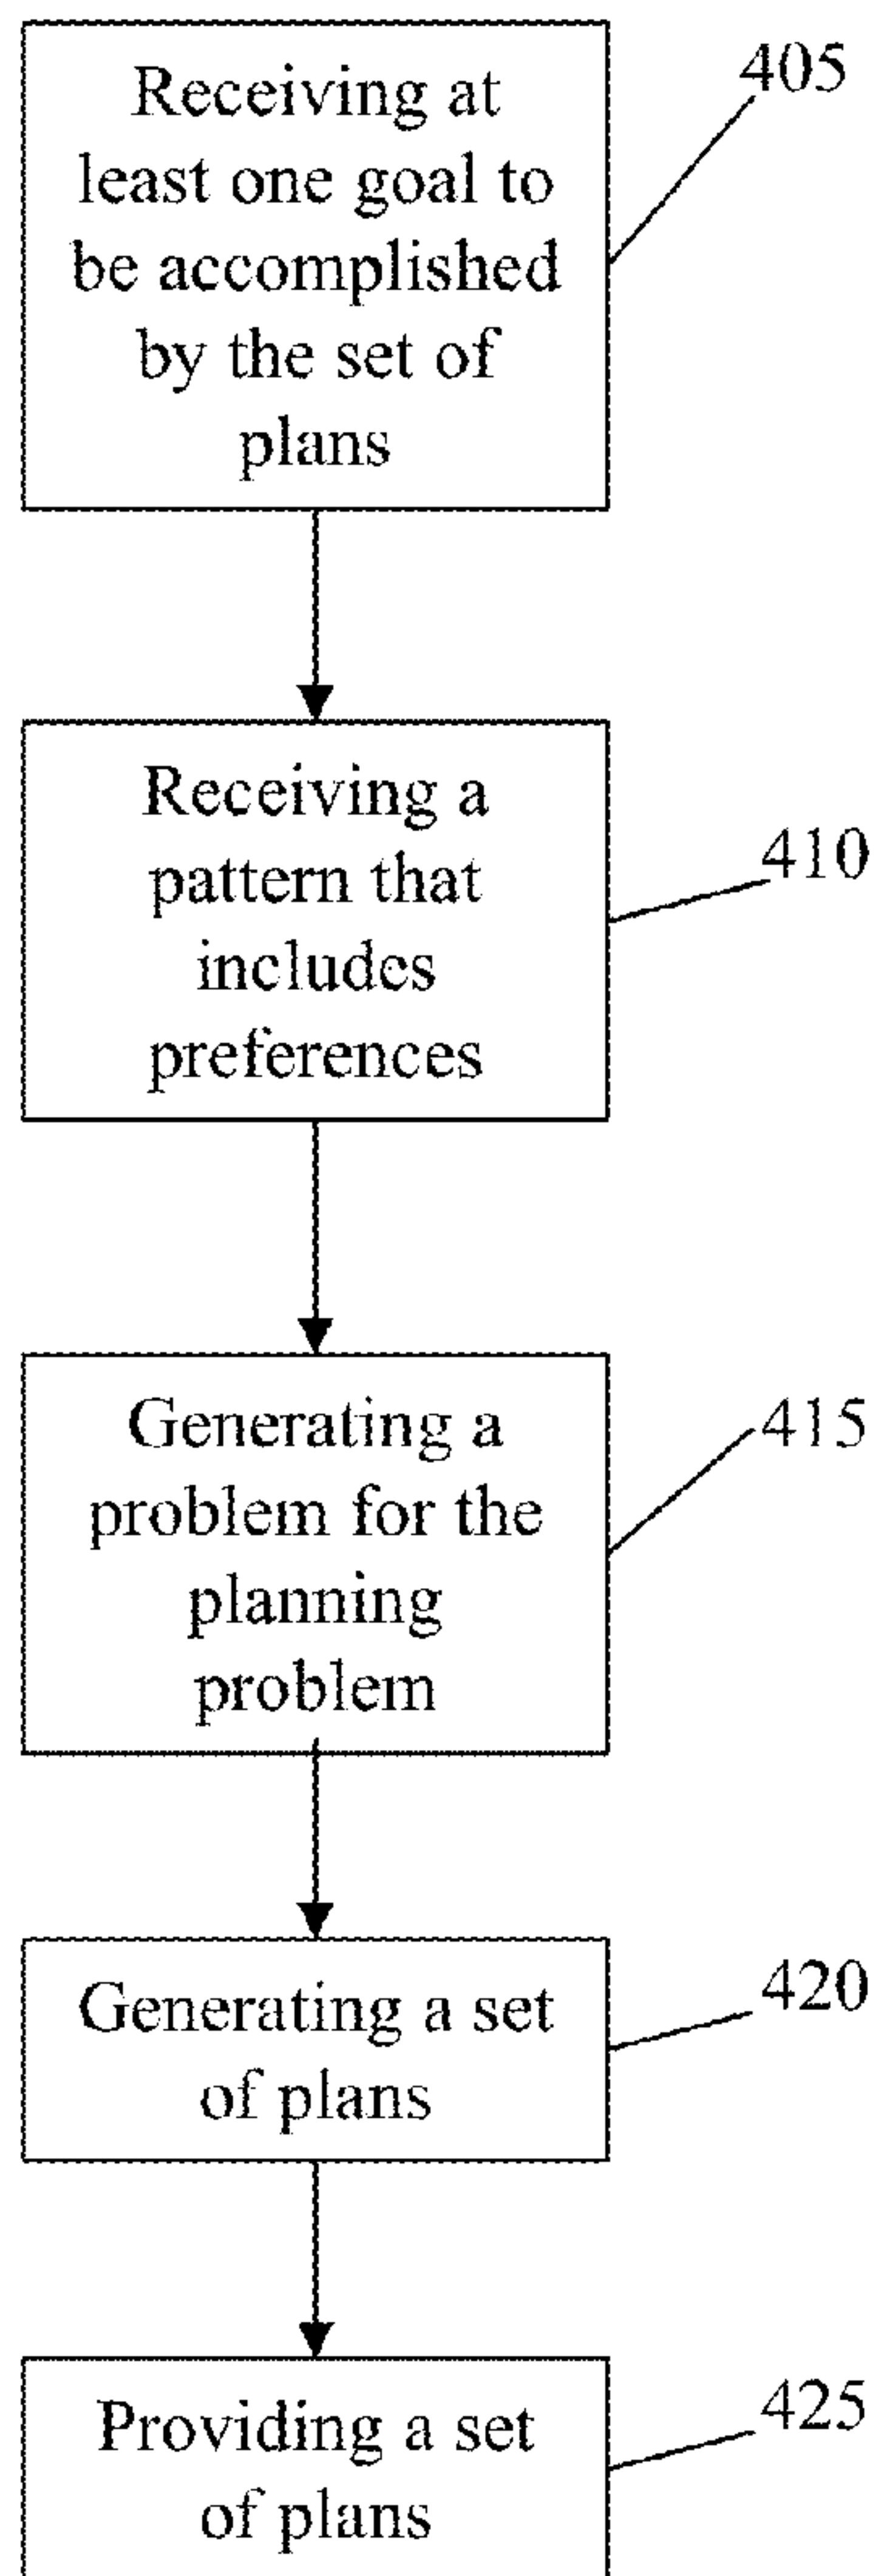 Receiving at
least one goal to
be accomplished
by the set of
plans
405
Receiving a
pattern that
includes
preferences
410
Generating a
problem for the
planning
problem
415
Generating a set
of plans
420
Providing a set
of plans
425